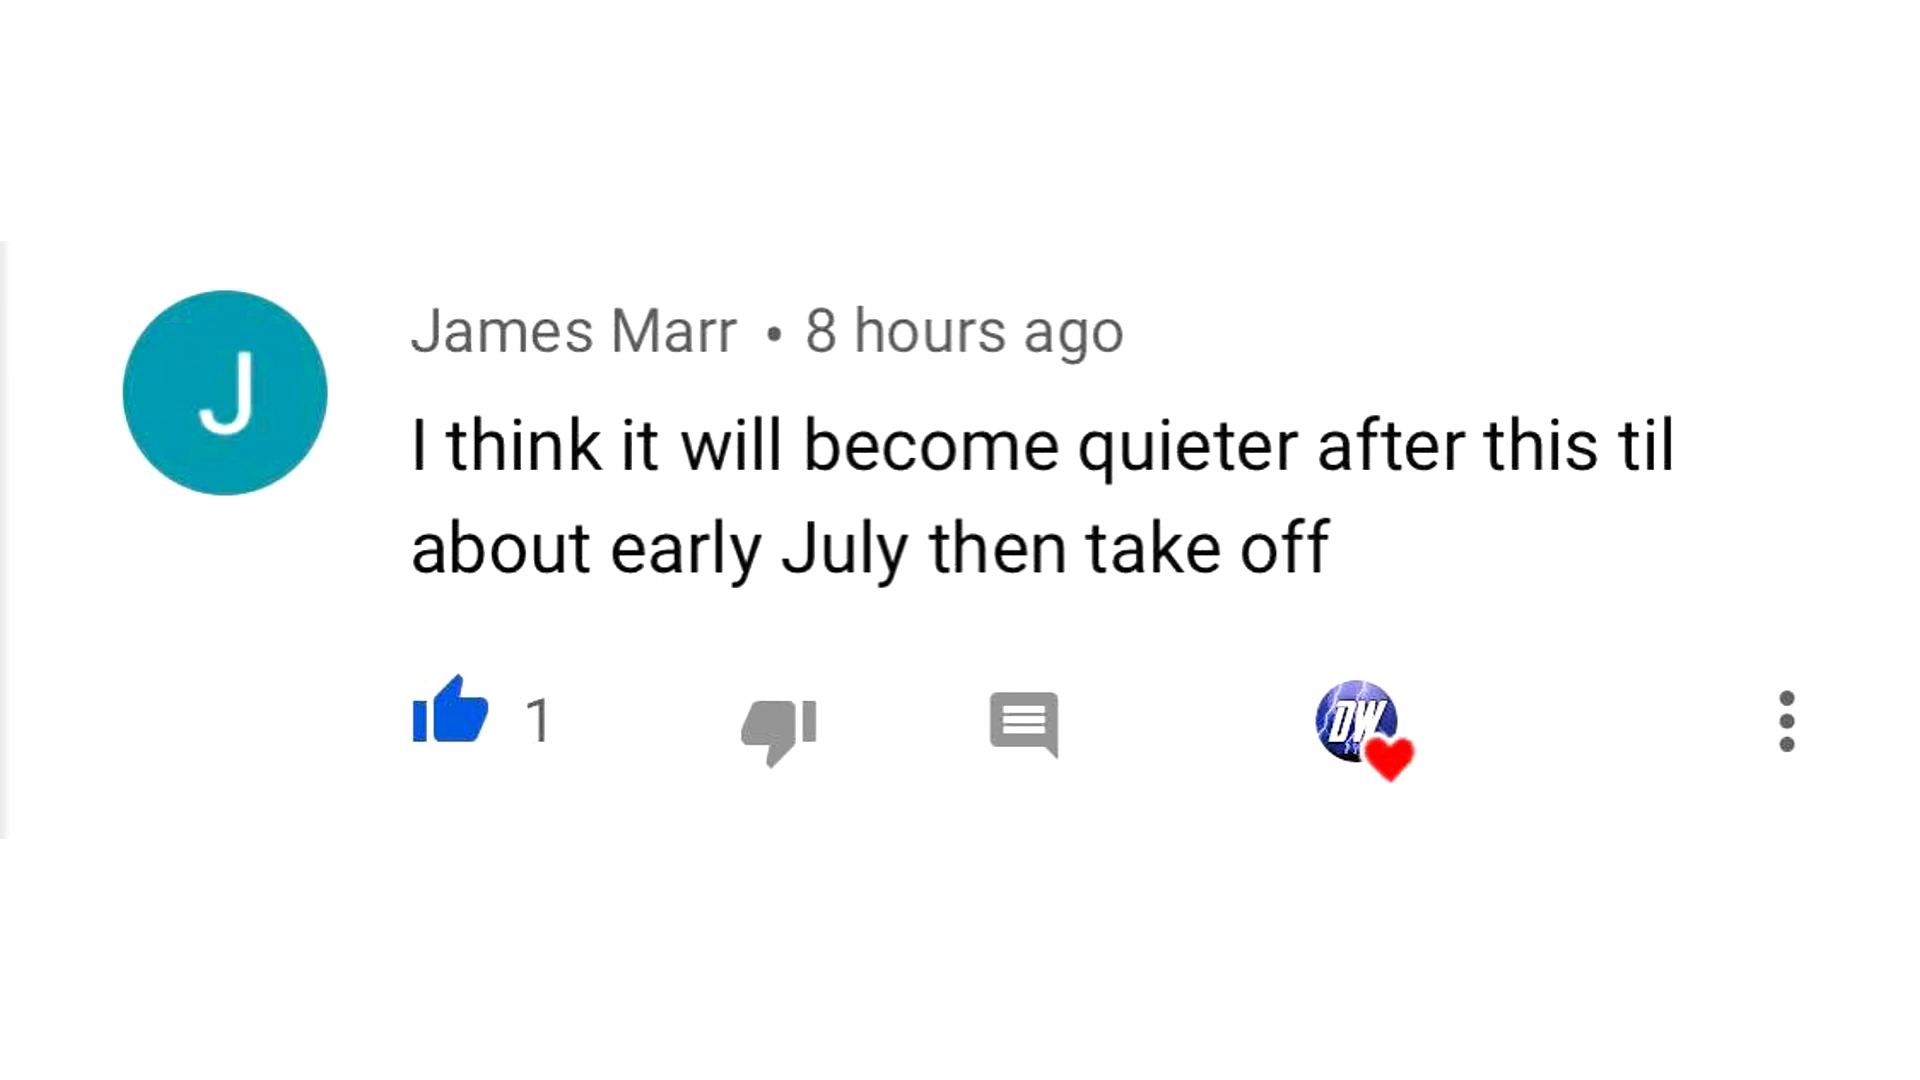 J
James Marr • 8 hours ago
I think it will become quieter after this til
about early July then take off
1
DW